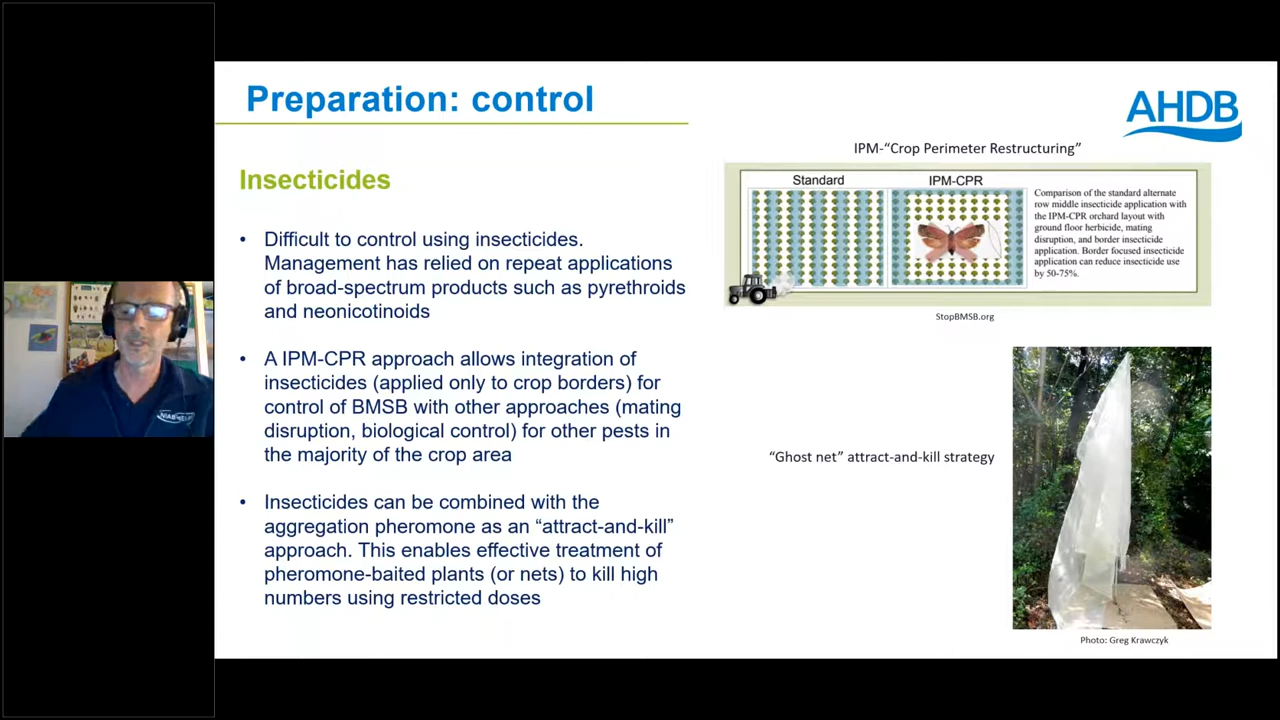 Preparation: control
AHDB
Insecticides
• Difficult to control using insecticides.
Management has relied on repeat applications
of broad-spectrum products such as pyrethroids
and neonicotinoids
• A IPM-CPR approach allows integration of
insecticides (applied only to crop borders) for
control of BMSB with other approaches (mating
disruption, biological control) for other pests in
the majority of the crop area
• Insecticides can be combined with the
aggregation pheromone as an “attract-and-kill”
approach. This enables effective treatment of
pheromone-baited plants (or nets) to kill high
numbers using restricted doses
IPM-“Crop Perimeter Restructuring”
Standard
IPM-CPR
Comparison of the standard alternate
row middle insecticide application with
the IPM-CPR orchard layout with
ground floor herbicide, mating
disruption, and border insecticide
application. Border focused insecticide
application can reduce insecticide use
by 50-75%.
StopBMSB.org
“Ghost net” attract-and-kill strategy
Photo: Greg Krawczyk